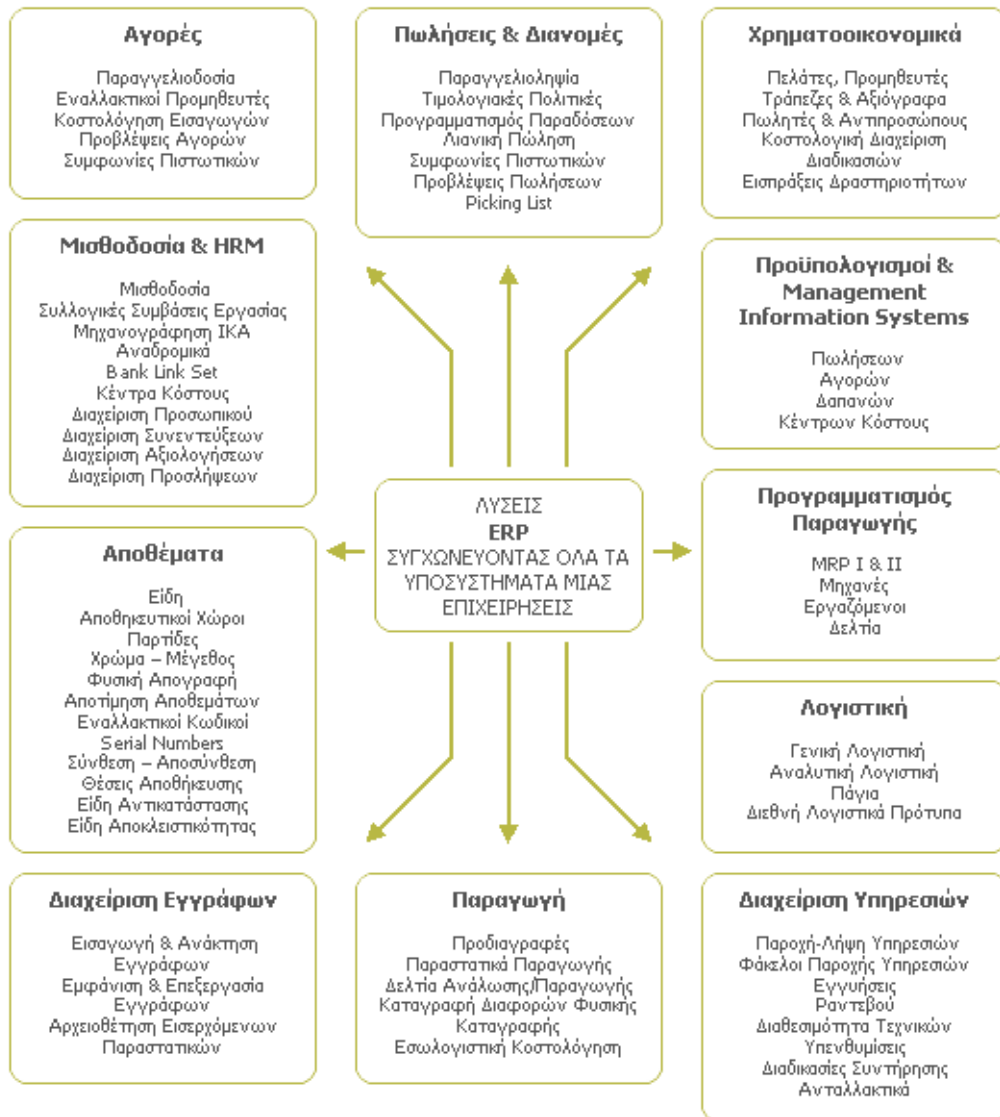 Αγορές
Παραγγελιοδοσία
Εναλλακτικοί Προμηθευτές
Κοστολόγηση Εισαγωγών
Προβλέψεις Αγορών
Συμφωνίες Πιστωτικών
Πωλήσεις & Διανομές
Παραγγελιοληψία
Τιμολογιακές Πολιτικές
Προγραμματισμός Παραδόσεων
Λιανική Πώληση
Συμφωνίες Πιστωτικών
Προβλέψεις Πωλήσεων
Picking List
Χρηματοοικονομικά
Πελάτες, Προμηθευτές
Τράπεζες & Αξιόγραφα
Πωλητές & Αντιπροσώπους
Κοστολογική Διαχείριση
Διαδικασιών
Εισπράξεις Δραστηριοτήτων
Μισθοδοσία & HRM
Μισθοδοσία
Συλλογικές Συμβάσεις Εργασίας
Μηχανογράφηση ΙΚΑ
Αναδρομικά
Bank Link Set
Κέντρα Κόστους
Διαχείριση Προσωπικού
Διαχείριση Συνεντεύξεων
Διαχείριση Αξιολογήσεων
Διαχείριση Προσλήψεων
Προϋπολογισμοί &
Management
Information Systems
Πωλήσεων
Αγορών
Δαπανών
Κέντρων Κόστους
ΛΥΣΕΙΣ
ERP
ΣΥΓΧΩΝΕΥΟΝΤΑΣ ΟΛΑ ΤΑ
ΥΠΟΣΥΣΤΗΜΑΤΑ ΜΙΑΣ
ΕΠΙΧΕΙΡΗΣΕΙΣ
Προγραμματισμός
Παραγωγής
MRP I & II
Μηχανές
Εργαζόμενοι
Δελτία
Αποθέματα
Είδη
Αποθηκευτικοί Χώροι
Παρτίδες
Χρώμα – Μέγεθος
Φυσική Απογραφή
Αποτίμηση Αποθεμάτων
Εναλλακτικοί Κωδικοί
Serial Numbers
Σύνθεση – Αποσύνθεση
Θέσεις Αποθήκευσης
Είδη Αντικατάστασης
Είδη Αποκλειστικότητας
Λογιστική
Γενική Λογιστική
Αναλυτική Λογιστική
Πάγια
Διεθνή Λογιστικά Πρότυπα
Διαχείριση Εγγράφων
Εισαγωγή & Ανάκτηση
Εγγράφων
Εμφάνιση & Επεξεργασία
Εγγράφων
Αρχειοθέτηση Εισερχόμενων
Παραστατικών
Παραγωγή
Προδιαγραφές
Παραστατικά Παραγωγής
Δελτία Ανάλωσης/Παραγωγής
Καταγραφή Διαφορών Φυσικής
Καταγραφής
Εσωλογιστική Κοστολόγηση
Διαχείριση Υπηρεσιών
Παροχή-Λήψη Υπηρεσιών
Φάκελοι Παροχής Υπηρεσιών
Εγγυήσεις
Ραντεβού
Διαθεσιμότητα Τεχνικών
Υπενθυμίσεις
Διαδικασίες Συντήρησης
Ανταλλακτικά